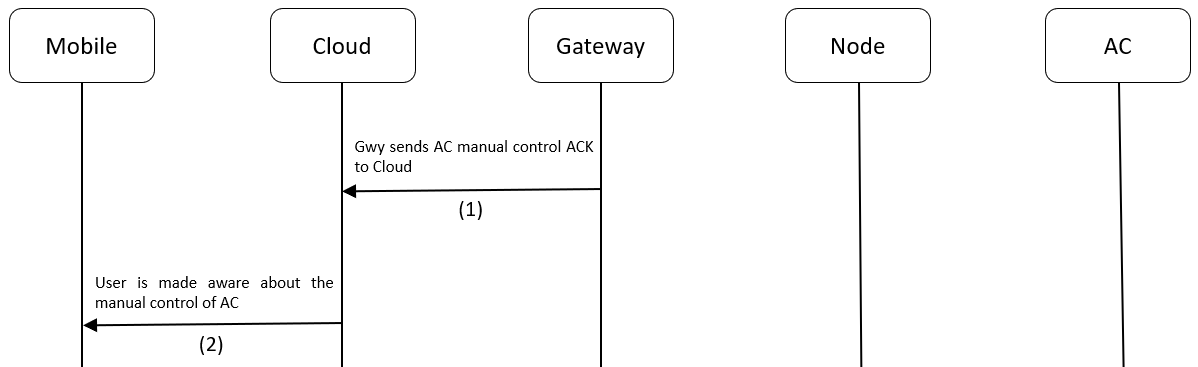 Mobile
Cloud
Gateway
Node
AC
Gwy sends AC manual control ACK
to Cloud
(1)
User is made aware about the
manual control of AC
(2)